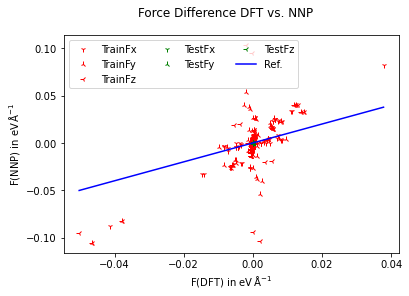 Force Difference DFT vs. NNP
TrainFx
TrainFy
TrainFz
TestFx
TestFy
TestFz
Ref.
F(NNP) in eV Å⁻¹
0.10
0.05
0.00
−0.05
−0.10
−0.04
−0.02
0.00
0.02
0.04
F(DFT) in eV Å⁻¹